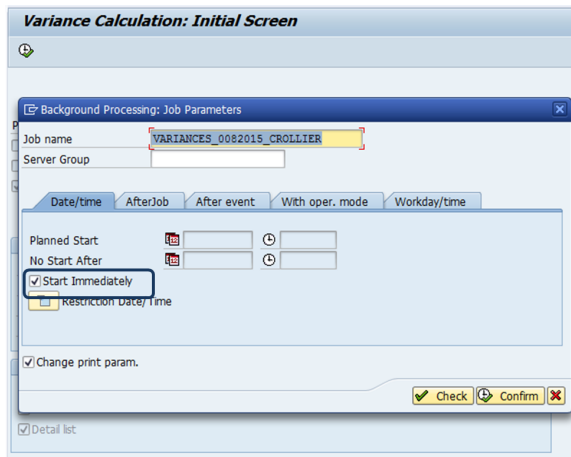 Variance Calculation: Initial Screen
Background Processing: Job Parameters
Job name VARIANCES_0082015_CROLLIER
Server Group
Date/time AfterJob After event With oper. mode Workday/time
Planned Start
No Start After
Start Immediately
Restriction Date/Time
Change print param.
Check Confirm
Detail list